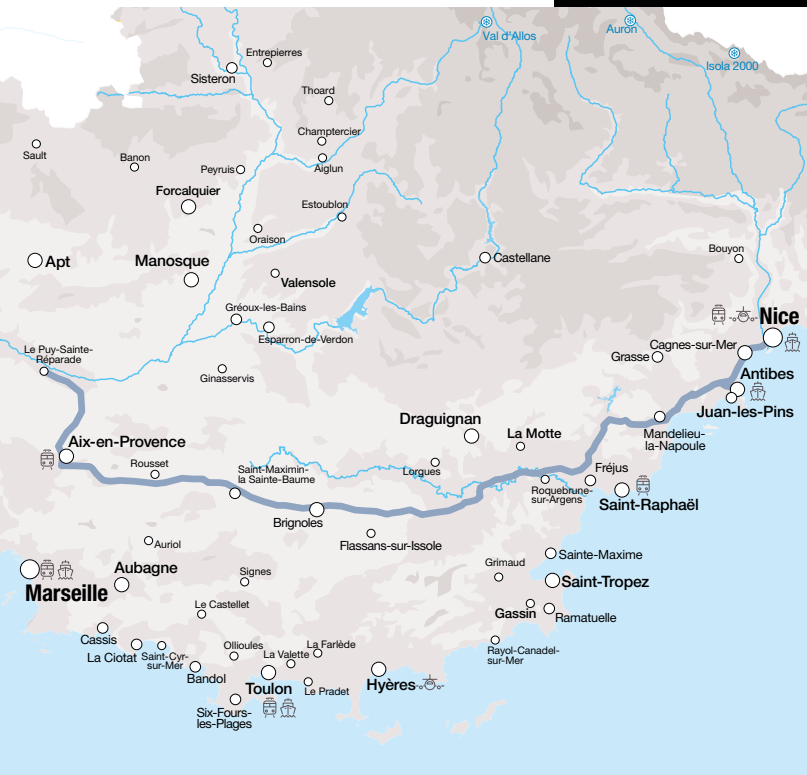 Val d'Allos
Auron
Isola 2000
Entrepierres
Sisteron
Thoard
Champtercier
Aiglun
Sault
Banon
Peyruis
Forcalquier
Estoublon
Oraison
Bouyon
Apt
Manosque
Castellane
Valensole
Gréoux-les-Bains
Nice
Esparron-de-Verdon
Cagnes-sur-Mer
Le Puy-Sainte-
Réparade
Grasse
Ginasservis
Antibes
Juan-les-Pins
Draguignan
La Motte
Mandelieu-
la-Napoule
Aix-en-Provence
Rousset
Saint-Maximin-
la Sainte-Baume
Lorgues
Fréjus
Roquebrune-
sur-Argens
Saint-Raphaël
Brignoles
Flassans-sur-Issole
Auriol
Sainte-Maxime
Grimaud
Aubagne
Signes
Saint-Tropez
Marseille
Le Castellet
Gassin
Ramatuelle
Cassis
La Ciotat
Saint-Cyr-
sur-Mer
Ollioules
La Valette
La Farlède
Rayol-Canadel-
sur-Mer
Bandol
Toulon
Le Pradet
Hyères
Six-Fours-
les-Plages